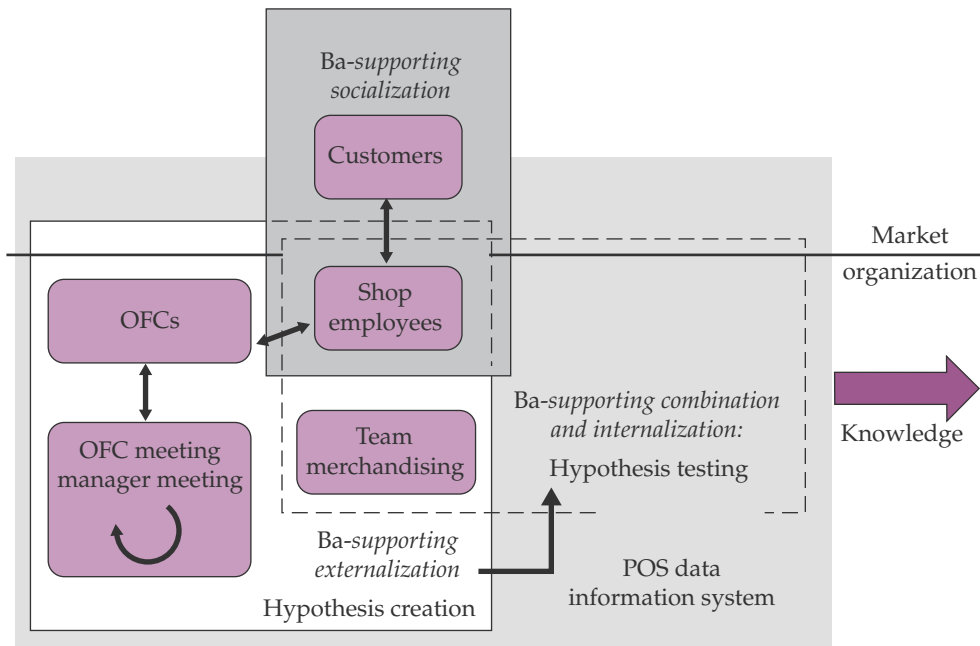 Ba-supporting
socialization
Customers
Market
organization
OFCs
Shop
employees
Ba-supporting combination
and internalization:
Hypothesis testing
Knowledge
OFC meeting
manager meeting
Team
merchandising
Ba-supporting
externalization
Hypothesis creation
POS data
information system